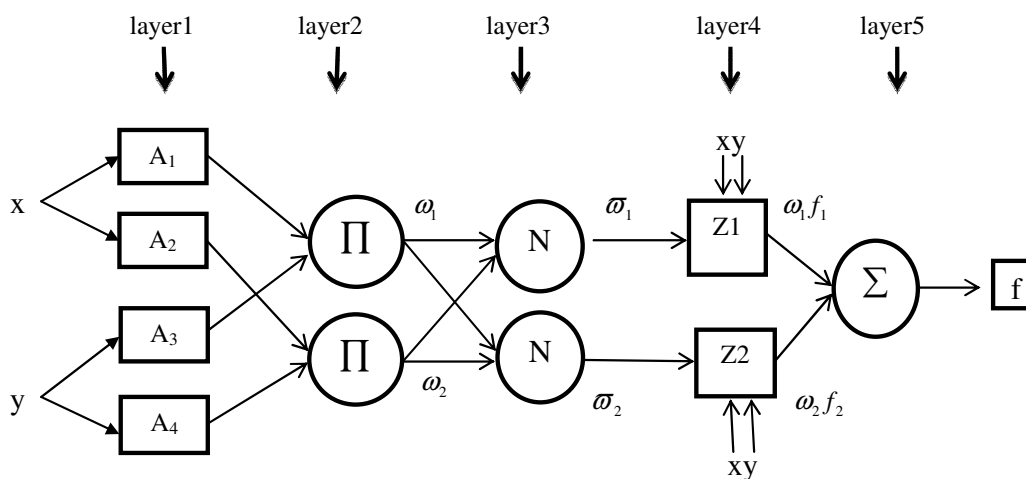 layer1 layer2 layer3 layer4 layer5
xy
A₁
ω₁ ϖ₁ ω₁f₁
x
∏ N Z1
A₂
Σ f
A₃
∏ N Z2
y
ω₂ ϖ₂ ω₂f₂
A₄
xy